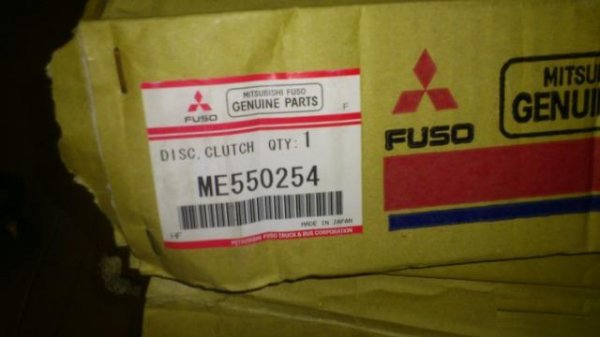 MITSUBISHI FUSO
GENUINE PARTS
FUSO
F
DISC, CLUTCH QTY: 1
ME550254
MADE IN JAPAN
HF
MITSUBISHI FUSO TRUCK & BUS CORPORATION
FUSO
MITSU
GENUI